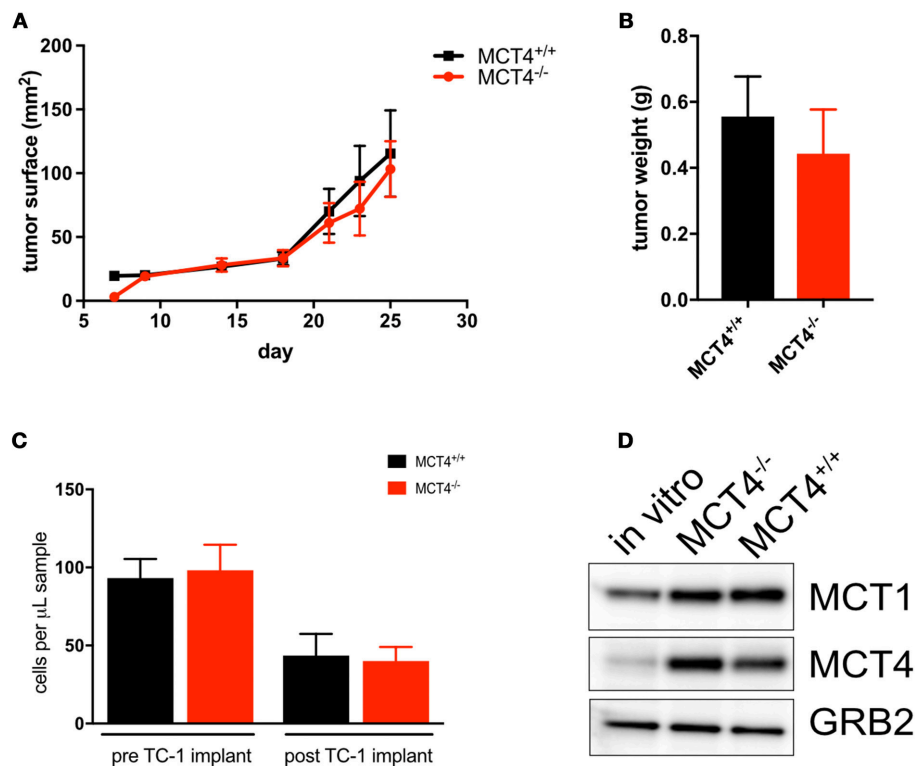 A
tumor surface (mm²)
200
150
100
50
0
5 10 15 20 25 30
day
MCT4+/+
MCT4-/-
B
tumor weight (g)
0.8
0.6
0.4
0.2
0.0
MCT4+/+
MCT4-/-
C
MCT4+/+
MCT4-/-
cells per μL sample
150
100
50
0
pre TC-1 implant post TC-1 implant
D
in vitro
MCT4-/-
MCT4+/+
MCT1
MCT4
GRB2